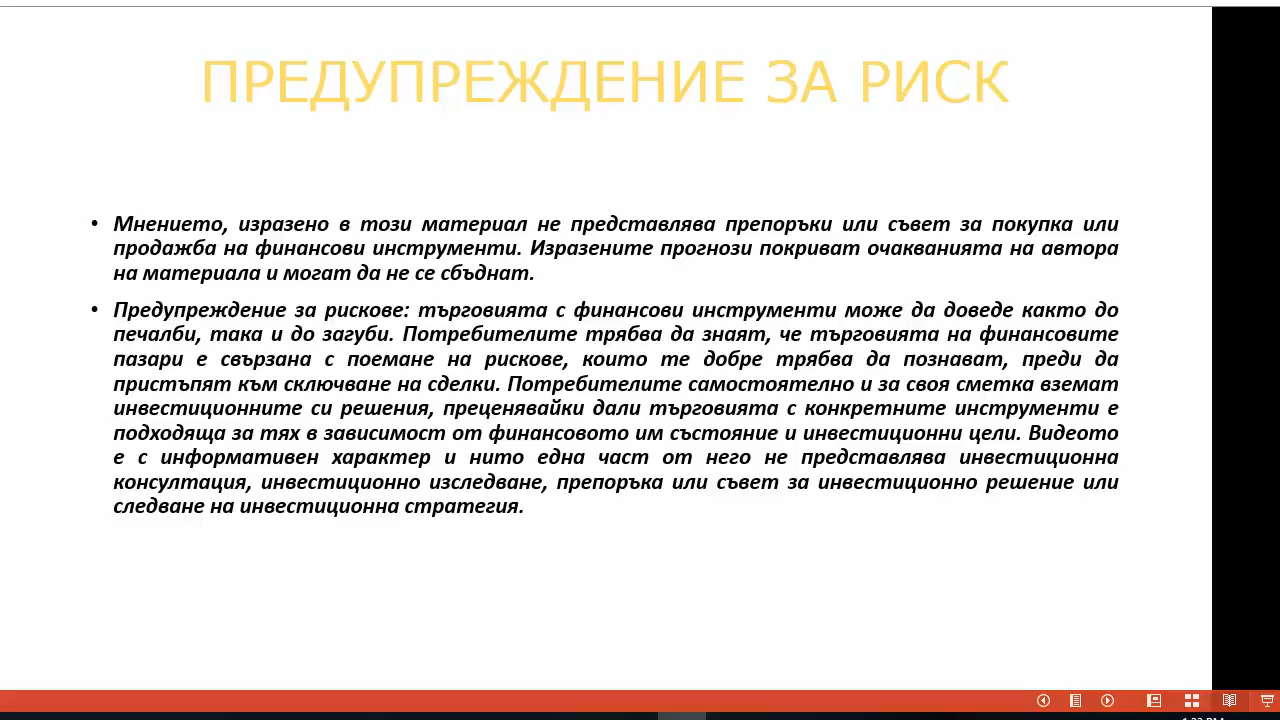 ПРЕДУПРЕЖДЕНИЕ ЗА РИСК
• Мнението, изразено в този материал не представлява препоръки или съвет за покупка или
продажба на финансови инструменти. Изразените прогнози покриват очакванията на автора
на материала и могат да не се сбъднат.
• Предупреждение за рискове: търговията с финансови инструменти може да доведе както до
печалби, така и до загуби. Потребителите трябва да знаят, че търговията на финансовите
пазари е свързана с поемане на рискове, които те добре трябва да познават, преди да
пристъпят към сключване на сделки. Потребителите самостоятелно и за своя сметка вземат
инвестиционните си решения, преценявайки дали търговията с конкретните инструменти е
подходяща за тях в зависимост от финансовото им състояние и инвестиционни цели. Видеото
е с информативен характер и нито една част от него не представлява инвестиционна
консултация, инвестиционно изследване, препоръка или съвет за инвестиционно решение или
следване на инвестиционна стратегия.